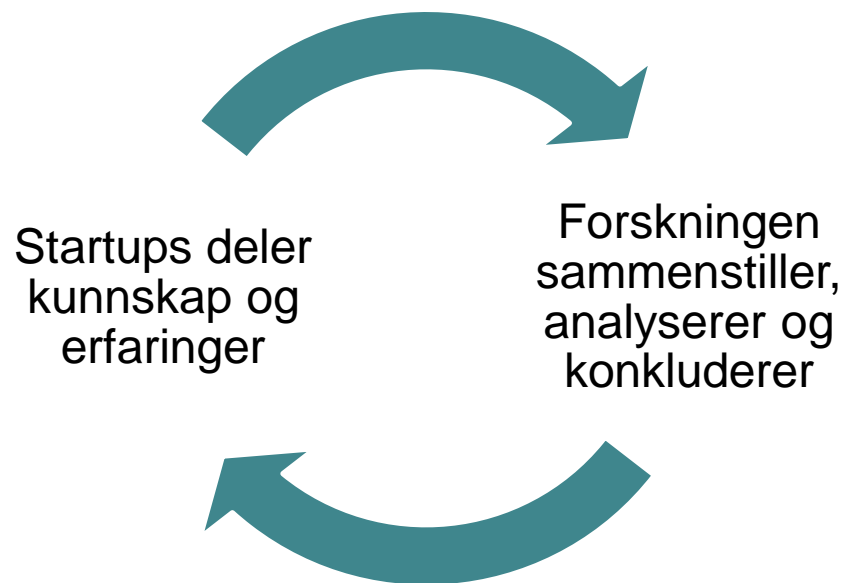 Startups deler
kunnskap og
erfaringer
Forskningen
sammenstiller,
analyserer og
konkluderer